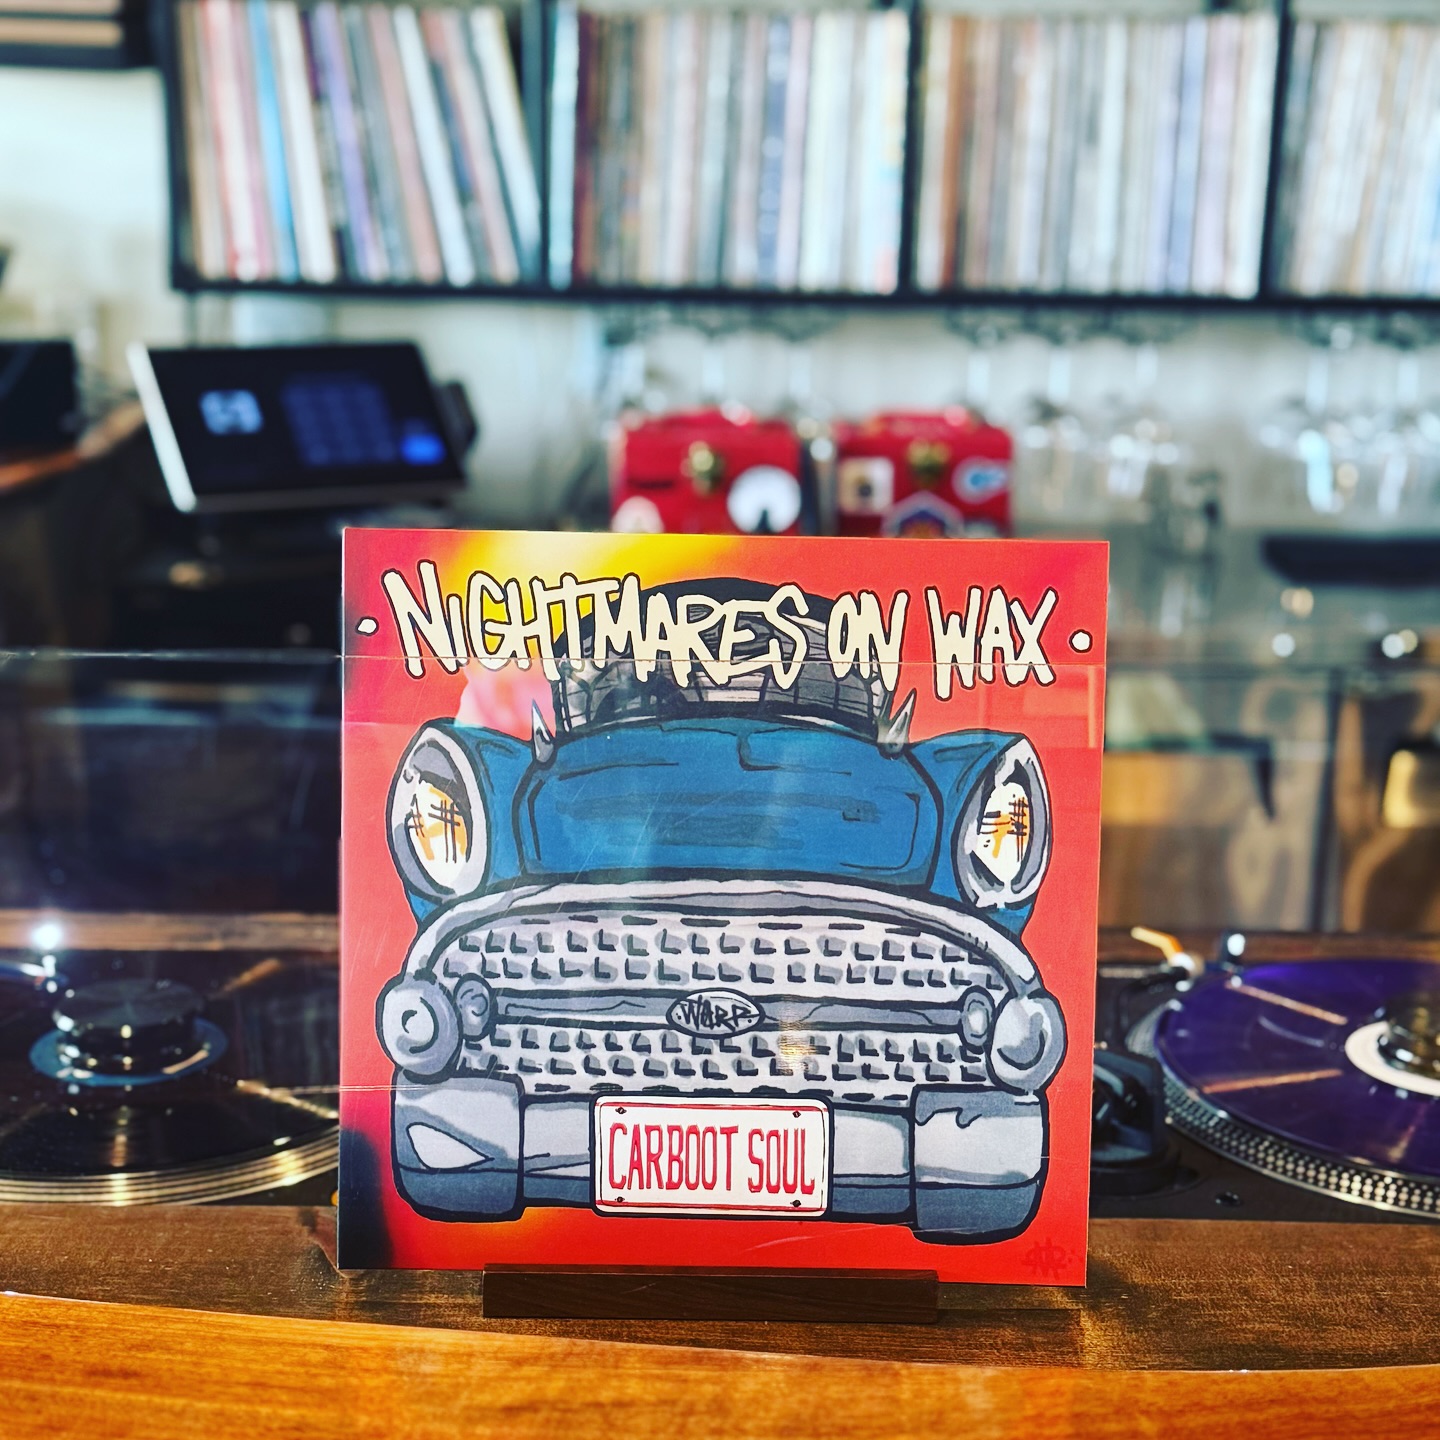 • NIGHTMARES ON WAX •
•WARP•
CARBOOT SOUL